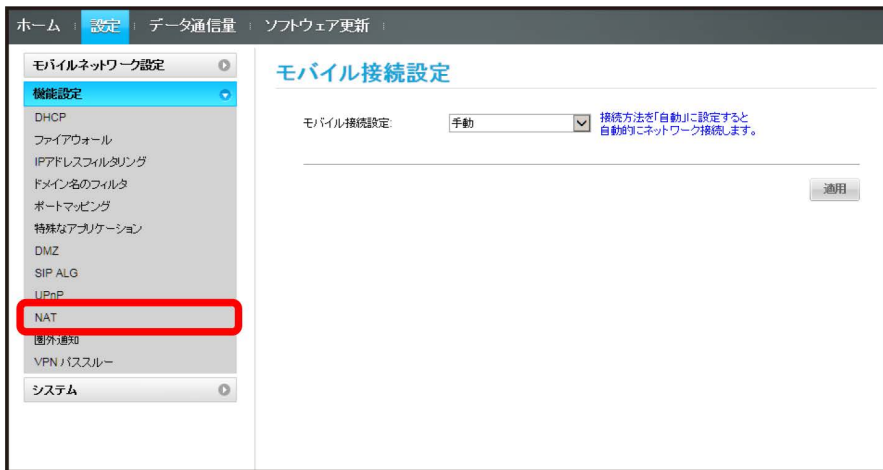 ホーム 設定 データ通信量 ソフトウェア更新
モバイルネットワーク設定
機能設定
DHCP
ファイアウォール
IPアドレスフィルタリング
ドメイン名のフィルタ
ポートマッピング
特殊なアプリケーション
DMZ
SIP ALG
UPnP
NAT
圏外通知
VPN パススルー
システム
モバイル接続設定
モバイル接続設定: 手動 接続方法を「自動」に設定すると
自動的にネットワーク接続します。
適用